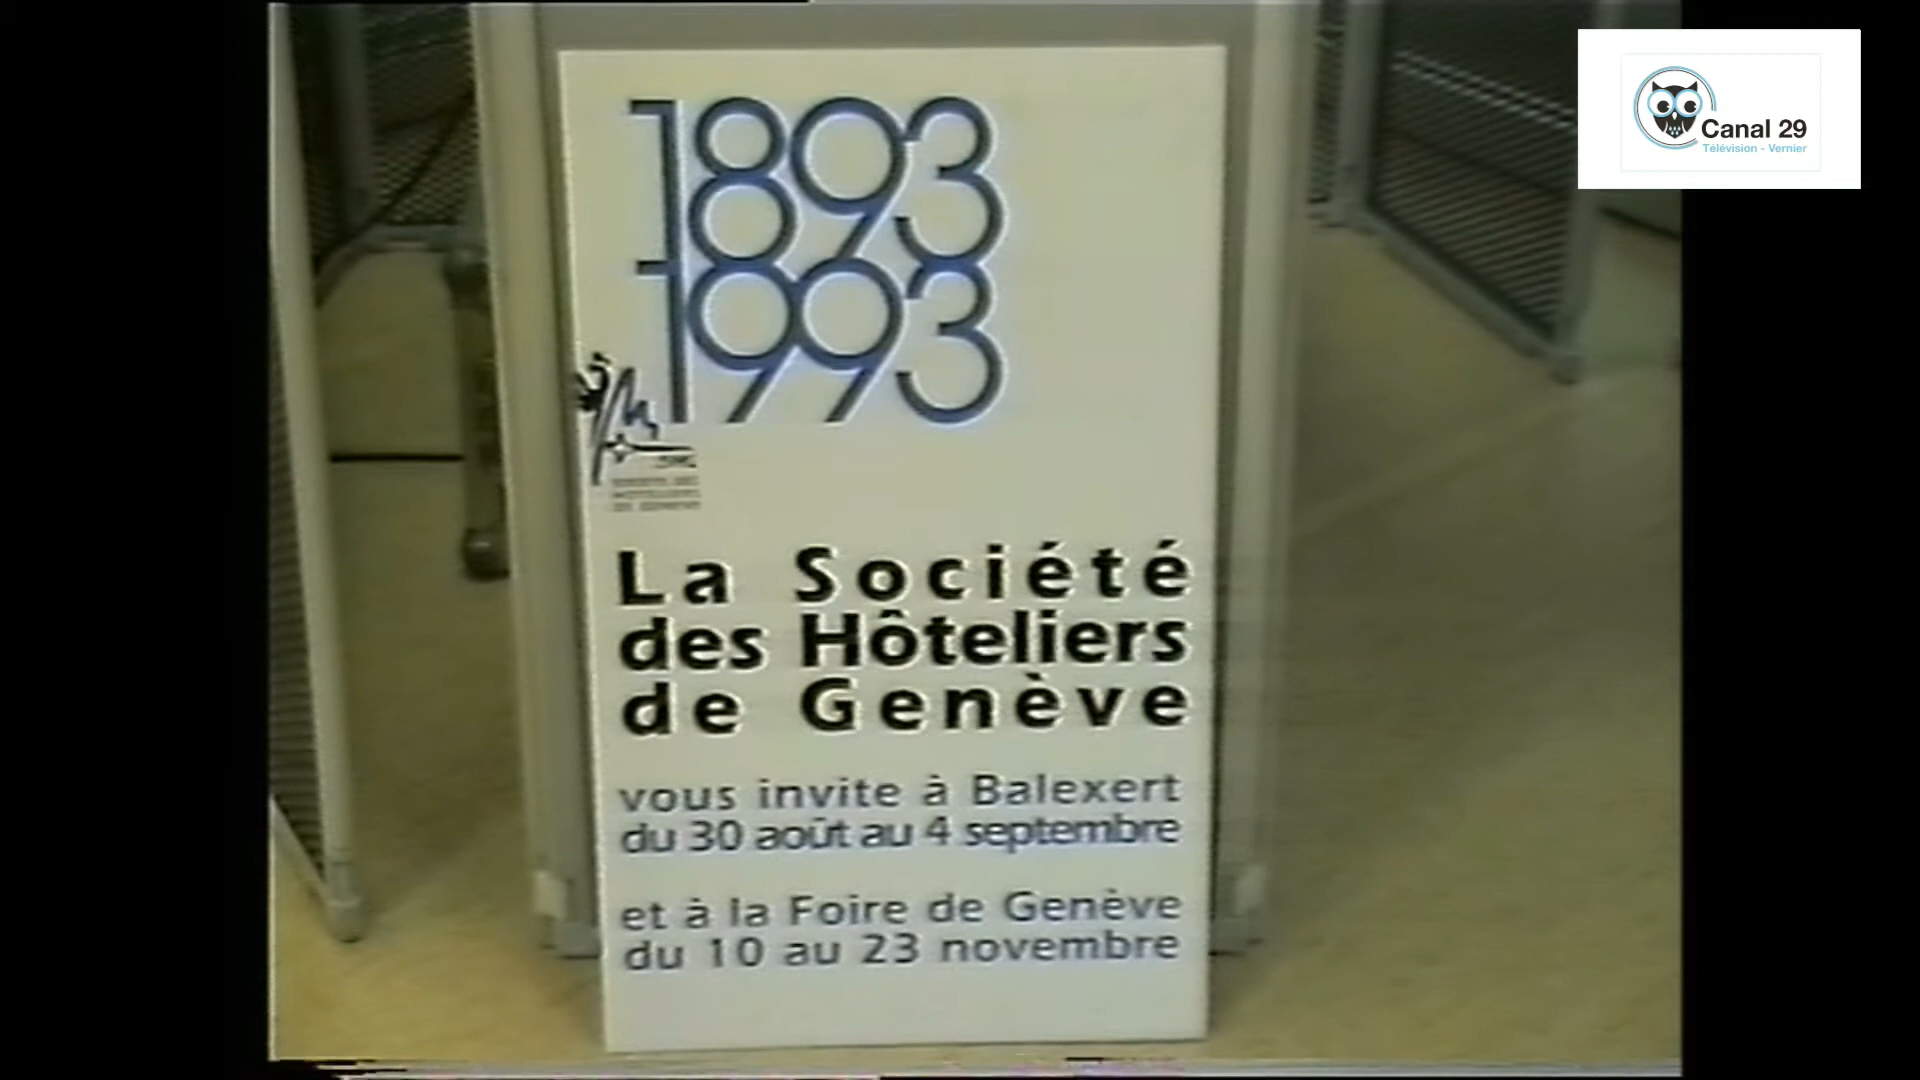 1893
1993
La Société
des Hôteliers
de Genève
vous invite à Balexert
du 30 août au 4 septembre
et à la Foire de Genève
du 10 au 23 novembre
Canal 29
Télévision - Vernier